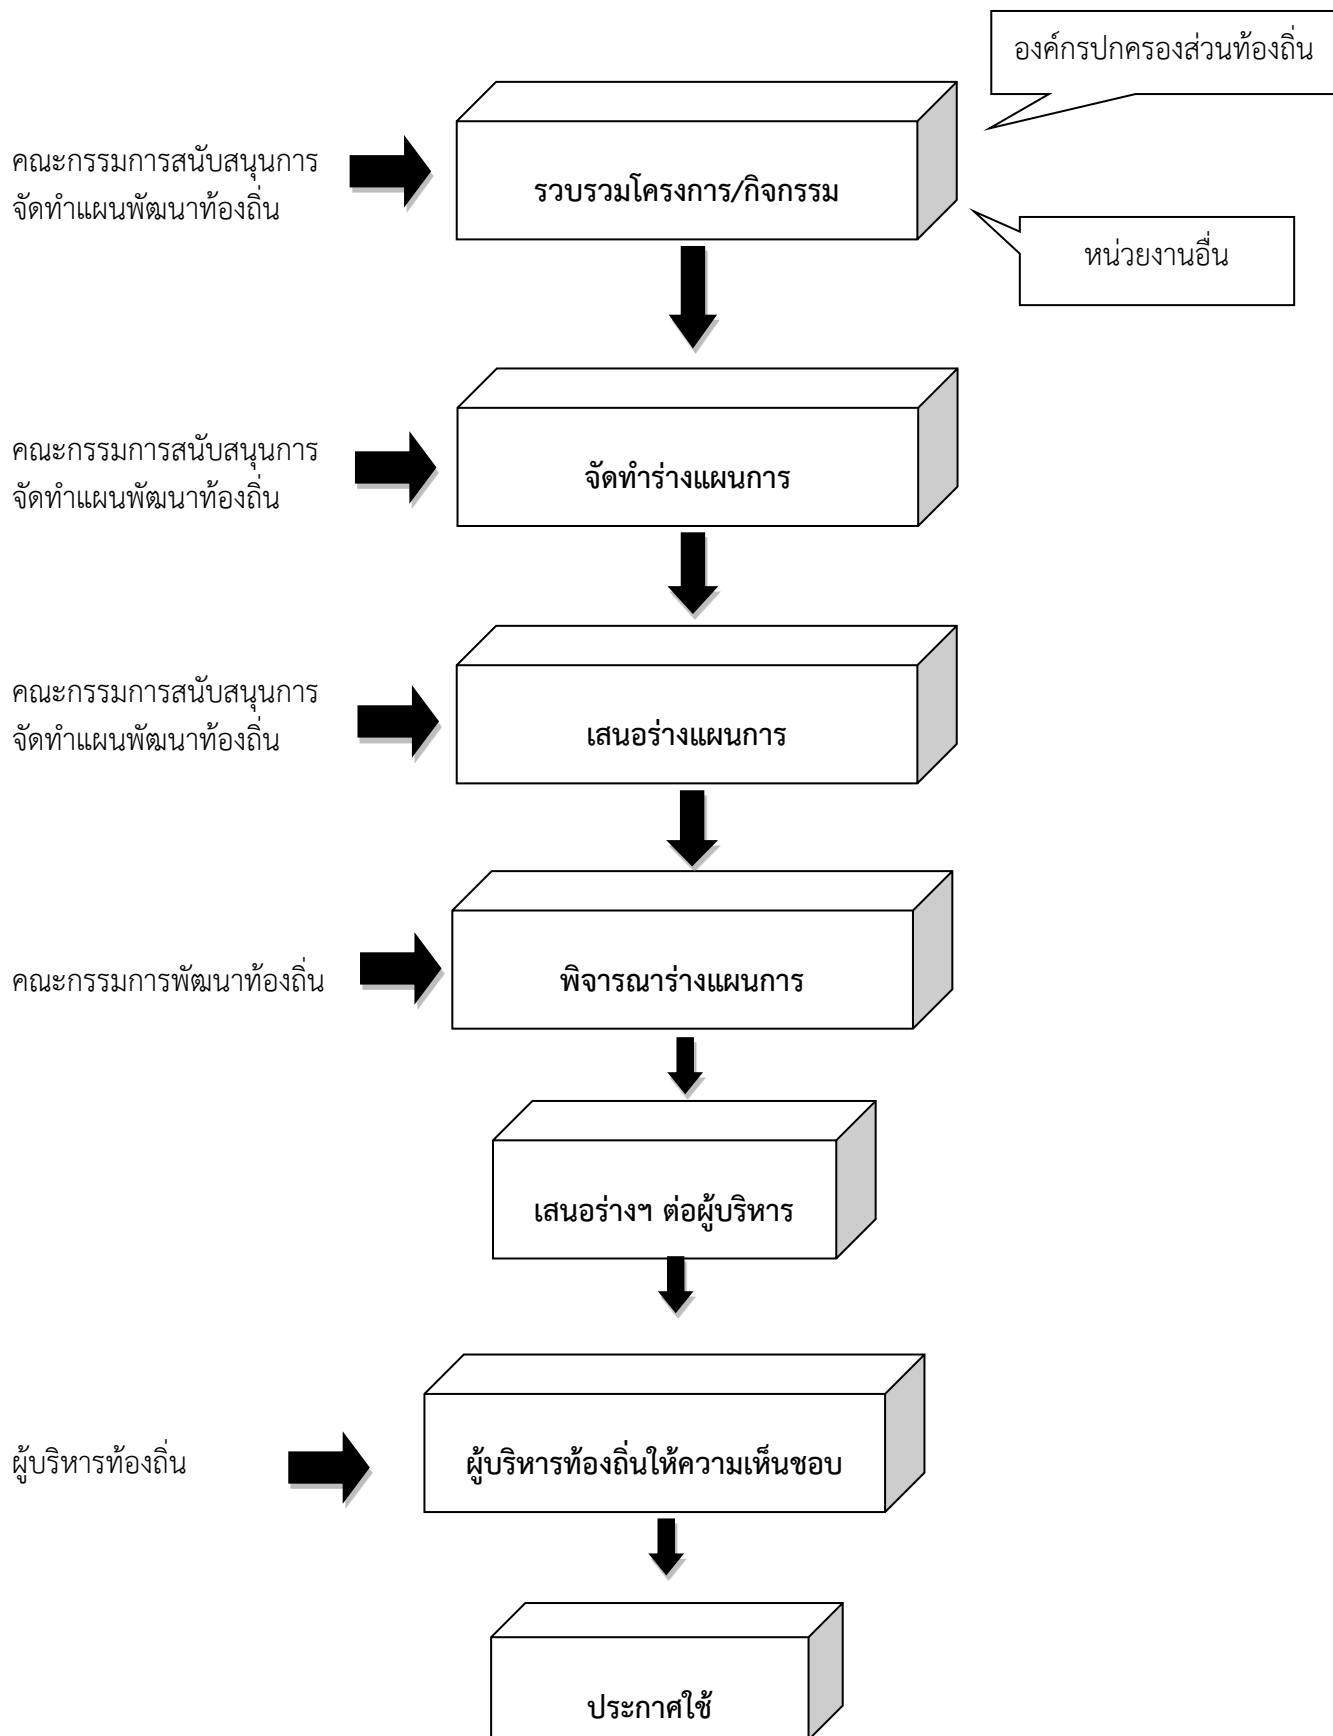 องค์กรปกครองส่วนท้องถิ่น
คณะกรรมการสนับสนุนการ
จัดทำแผนพัฒนาท้องถิ่น
รวบรวมโครงการ/กิจกรรม
หน่วยงานอื่น
คณะกรรมการสนับสนุนการ
จัดทำแผนพัฒนาท้องถิ่น
จัดทำร่างแผนการ
คณะกรรมการสนับสนุนการ
จัดทำแผนพัฒนาท้องถิ่น
เสนอร่างแผนการ
คณะกรรมการพัฒนาท้องถิ่น
พิจารณาร่างแผนการ
เสนอร่างฯ ต่อผู้บริหาร
ผู้บริหารท้องถิ่น
ผู้บริหารท้องถิ่นให้ความเห็นชอบ
ประกาศใช้